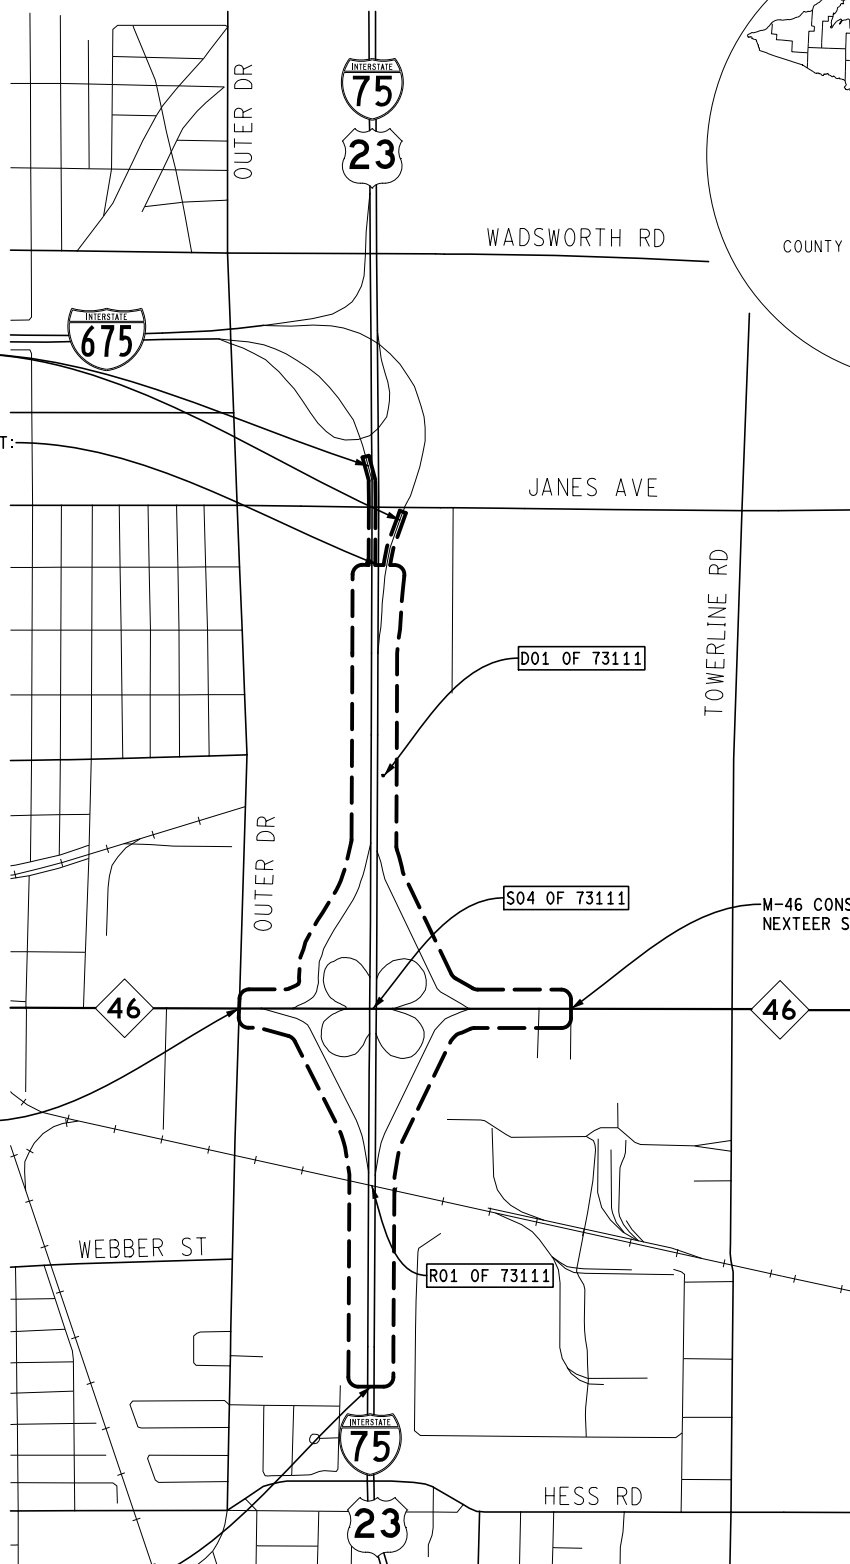 OUTER DR
INTERSTATE
75
23
WADSWORTH RD
COUNTY
INTERSTATE
675
T:
JANES AVE
TOWERLINE RD
D01 OF 73111
OUTER DR
S04 OF 73111
M-46 CONS
NEXTEER S
46
46
WEBBER ST
R01 OF 73111
INTERSTATE
75
HESS RD
23